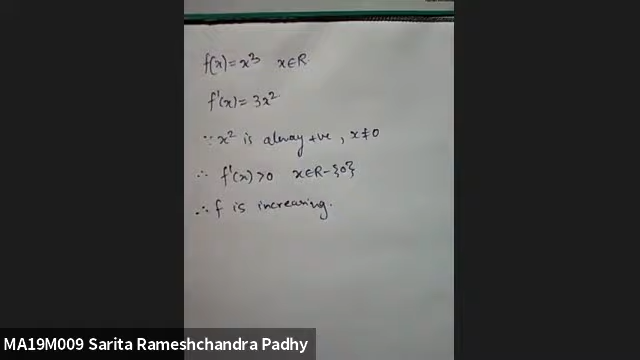 f(x) = x³ x∈R
f'(x) = 3x²
∵ x² is alway +ve, x≠0
∴ f'(x) >0 x∈R-{0}
∴ f is increasing.
MA19M009 Sarita Rameshchandra Padhy